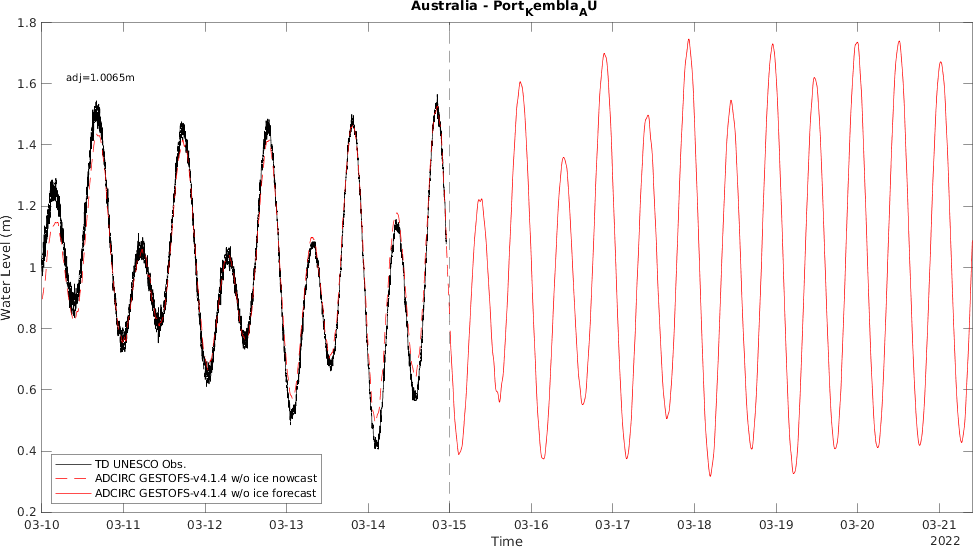 Australia - Port_Kembla_AU
1.8
adj=1.0065m
1.6
1.4
1.2
1
0.8
0.6
0.4
0.2
Water Level (m)
TD UNESCO Obs.
ADCIRC GESTOFS-v4.1.4 w/o ice nowcast
ADCIRC GESTOFS-v4.1.4 w/o ice forecast
03-10 03-11 03-12 03-13 03-14 03-15 03-16 03-17 03-18 03-19 03-20 03-21
Time
2022